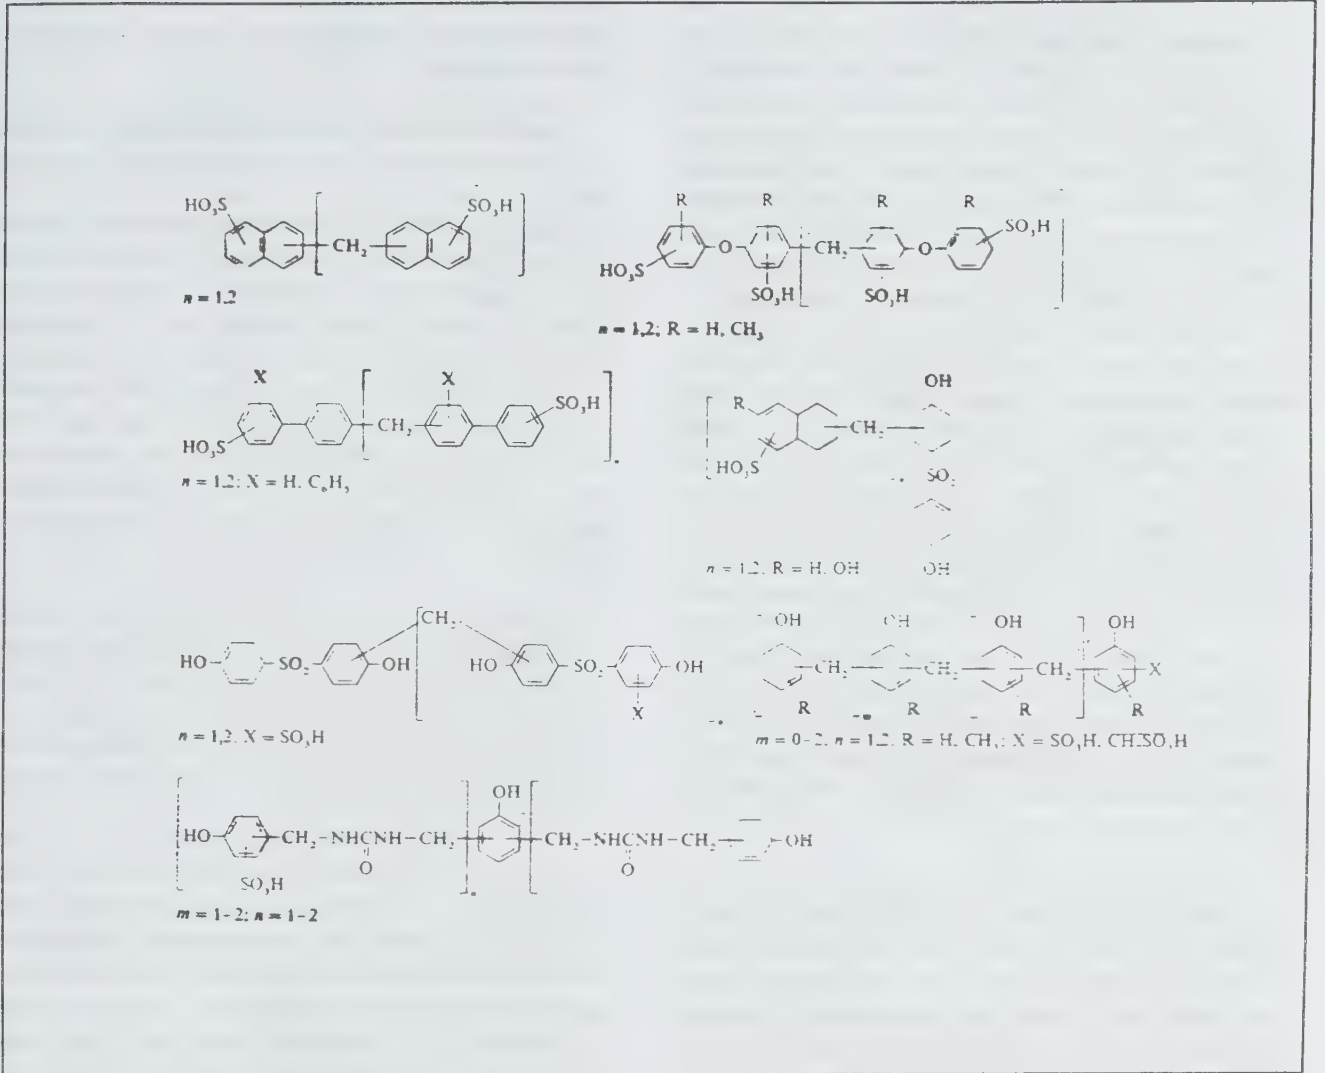 HO₃S CH₂ SO₃H
n = 1,2
R R R R
HO₃S O SO₃H CH₂ SO₃H O SO₃H
n = 1,2; R = H, CH₃
X X
HO₃S CH₂ SO₃H
n = 1,2; X = H, C₆H₅
R HO₃S CH₂ OH
SO₂
OH
n = 1,2, R = H, OH
HO SO₂ OH CH₂ HO SO₂ OH
X
n = 1,2, X = SO₃H
OH OH OH OH
CH₂ CH₂ CH₂ X
R R R R
m = 0-2, n = 1,2, R = H, CH₃; X = SO₃H, CH₂SO₃H
OH
HO CH₂-NHCNH-CH₂ CH₂-NHCNH-CH₂ OH
O O
SO₃H
m = 1-2; n = 1-2